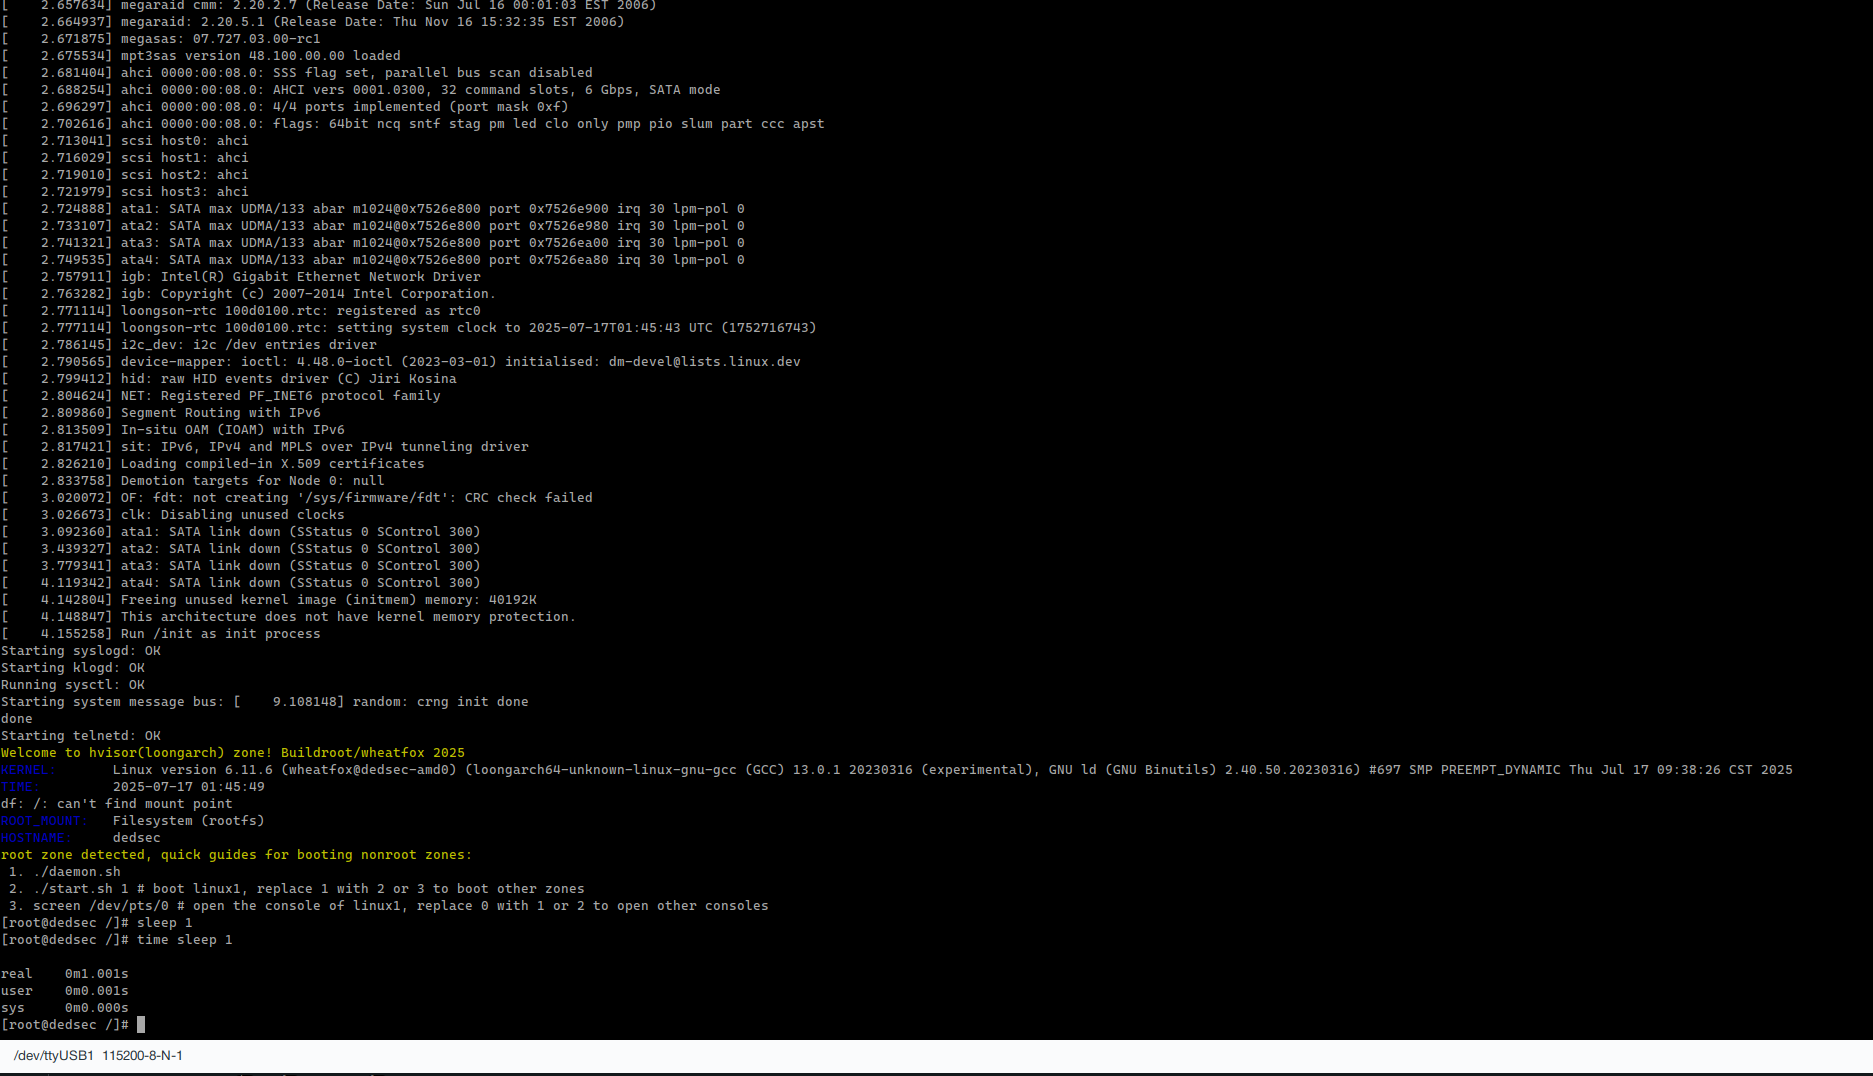 [    2.657634] megaraid cmm: 2.20.2.7 (Release Date: Sun Jul 16 00:01:03 EST 2006)
[    2.664937] megaraid: 2.20.5.1 (Release Date: Thu Nov 16 15:32:35 EST 2006)
[    2.671875] megasas: 07.727.03.00-rc1
[    2.675534] mpt3sas version 48.100.00.00 loaded
[    2.681404] ahci 0000:00:08.0: SSS flag set, parallel bus scan disabled
[    2.688254] ahci 0000:00:08.0: AHCI vers 0001.0300, 32 command slots, 6 Gbps, SATA mode
[    2.696297] ahci 0000:00:08.0: 4/4 ports implemented (port mask 0xf)
[    2.702616] ahci 0000:00:08.0: flags: 64bit ncq sntf stag pm led clo only pmp pio slum part ccc apst
[    2.713041] scsi host0: ahci
[    2.716029] scsi host1: ahci
[    2.719010] scsi host2: ahci
[    2.721979] scsi host3: ahci
[    2.724888] ata1: SATA max UDMA/133 abar m1024@0x7526e800 port 0x7526e900 irq 30 lpm-pol 0
[    2.733107] ata2: SATA max UDMA/133 abar m1024@0x7526e800 port 0x7526e980 irq 30 lpm-pol 0
[    2.741321] ata3: SATA max UDMA/133 abar m1024@0x7526e800 port 0x7526ea00 irq 30 lpm-pol 0
[    2.749535] ata4: SATA max UDMA/133 abar m1024@0x7526e800 port 0x7526ea80 irq 30 lpm-pol 0
[    2.757911] igb: Intel(R) Gigabit Ethernet Network Driver
[    2.763282] igb: Copyright (c) 2007-2014 Intel Corporation.
[    2.771114] loongson-rtc 100d0100.rtc: registered as rtc0
[    2.777114] loongson-rtc 100d0100.rtc: setting system clock to 2025-07-17T01:45:43 UTC (1752716743)
[    2.786145] i2c_dev: i2c /dev entries driver
[    2.790565] device-mapper: ioctl: 4.48.0-ioctl (2023-03-01) initialised: dm-devel@lists.linux.dev
[    2.799412] hid: raw HID events driver (C) Jiri Kosina
[    2.804624] NET: Registered PF_INET6 protocol family
[    2.809860] Segment Routing with IPv6
[    2.813509] In-situ OAM (IOAM) with IPv6
[    2.817421] sit: IPv6, IPv4 and MPLS over IPv4 tunneling driver
[    2.826210] Loading compiled-in X.509 certificates
[    2.833758] Demotion targets for Node 0: null
[    3.020072] OF: fdt: not creating '/sys/firmware/fdt': CRC check failed
[    3.026673] clk: Disabling unused clocks
[    3.092360] ata1: SATA link down (SStatus 0 SControl 300)
[    3.439327] ata2: SATA link down (SStatus 0 SControl 300)
[    3.779341] ata3: SATA link down (SStatus 0 SControl 300)
[    4.119342] ata4: SATA link down (SStatus 0 SControl 300)
[    4.142804] Freeing unused kernel image (initmem) memory: 40192K
[    4.148847] This architecture does not have kernel memory protection.
[    4.155258] Run /init as init process
Starting syslogd: OK
Starting klogd: OK
Running sysctl: OK
Starting system message bus: [    9.108148] random: crng init done
done
Starting telnetd: OK
Welcome to hvisor(loongarch) zone! Buildroot/wheatfox 2025
KERNEL:       Linux version 6.11.6 (wheatfox@dedsec-amd0) (loongarch64-unknown-linux-gnu-gcc (GCC) 13.0.1 20230316 (experimental), GNU ld (GNU Binutils) 2.40.50.20230316) #697 SMP PREEMPT_DYNAMIC Thu Jul 17 09:38:26 CST 2025
TIME:         2025-07-17 01:45:49
df: /: can't find mount point
ROOT_MOUNT:   Filesystem (rootfs)
HOSTNAME:     dedsec
root zone detected, quick guides for booting nonroot zones:
 1. ./daemon.sh
 2. ./start.sh 1 # boot linux1, replace 1 with 2 or 3 to boot other zones
 3. screen /dev/pts/0 # open the console of linux1, replace 0 with 1 or 2 to open other consoles
[root@dedsec /]# sleep 1
[root@dedsec /]# time sleep 1
real    0m1.001s
user    0m0.001s
sys     0m0.000s
[root@dedsec /]#
/dev/ttyUSB1 115200-8-N-1